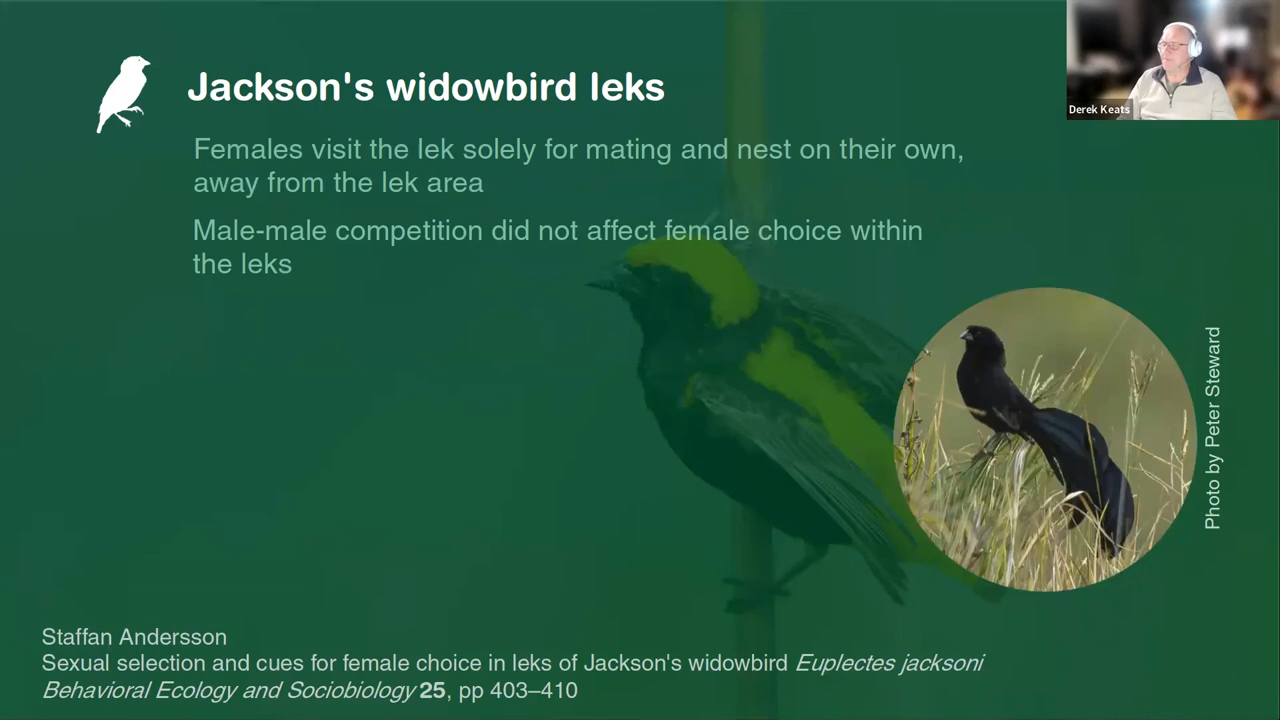 Jackson's widowbird leks
Derek Keats
Females visit the lek solely for mating and nest on their own,
away from the lek area
Male-male competition did not affect female choice within
the leks
Photo by Peter Steward
Staffan Andersson
Sexual selection and cues for female choice in leks of Jackson's widowbird Euplectes jacksoni
Behavioral Ecology and Sociobiology 25, pp 403–410